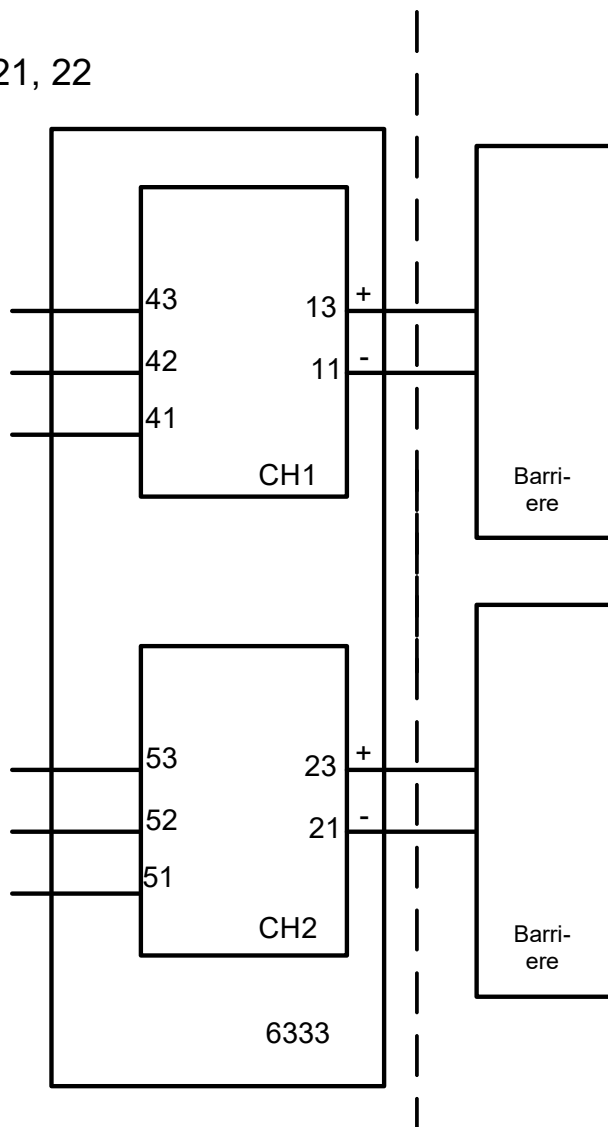 21, 22
43
13
+
42
11
-
41
CH1
Barri-
ere
53
23
+
52
21
-
51
CH2
Barri-
ere
6333